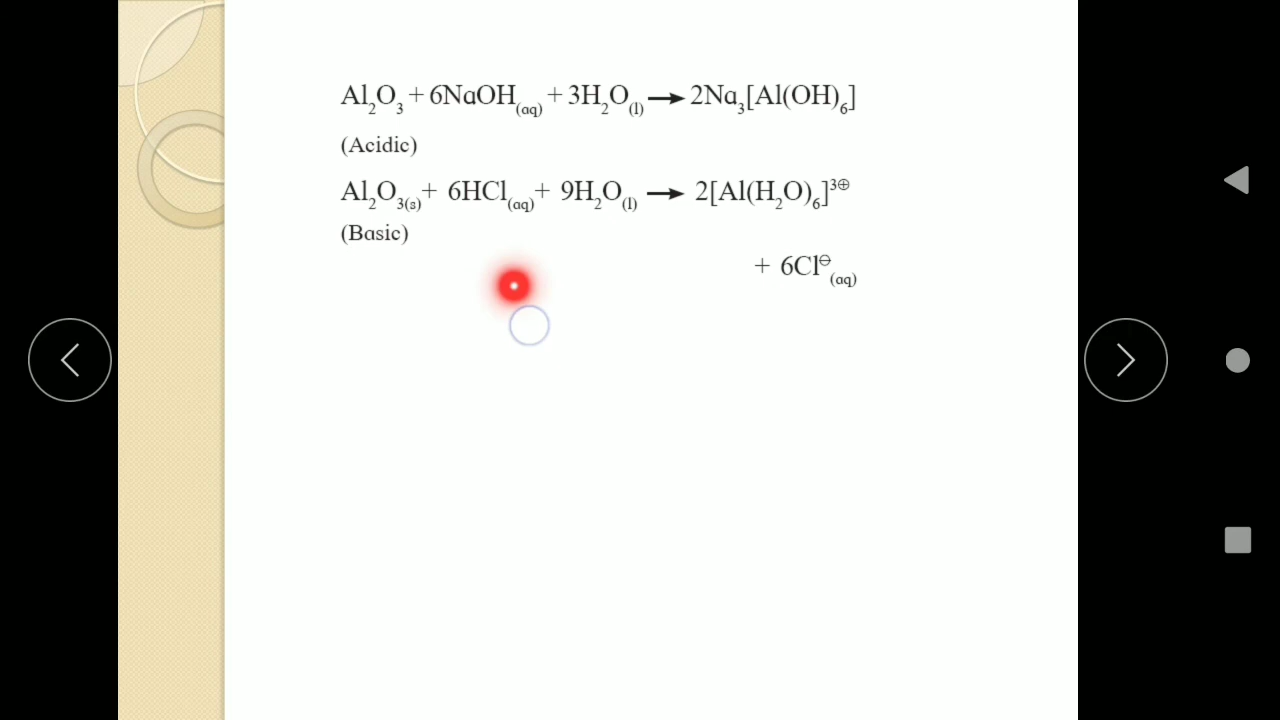 Al₂O₃ + 6NaOH₍aq₎ + 3H₂O₍l₎ ⟶ 2Na₃[Al(OH)₆]
(Acidic)
Al₂O₃₍s₎ + 6HCl₍aq₎ + 9H₂O₍l₎ ⟶ 2[Al(H₂O)₆]³⊕
(Basic)
+ 6Cl⊖₍aq₎